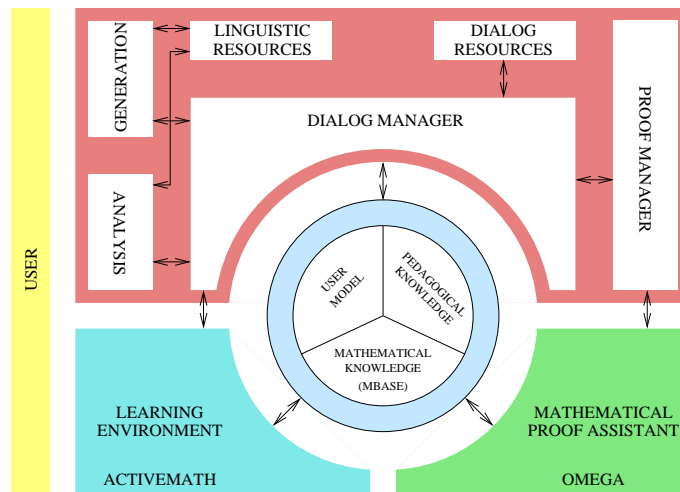 USER
GENERATION
LINGUISTIC
RESOURCES
DIALOG
RESOURCES
DIALOG MANAGER
PROOF MANAGER
ANALYSIS
USER
MODEL
PEDAGOGICAL
KNOWLEDGE
MATHEMATICAL
KNOWLEDGE
(MBASE)
LEARNING
ENVIRONMENT
ACTIVEMATH
MATHEMATICAL
PROOF ASSISTANT
OMEGA